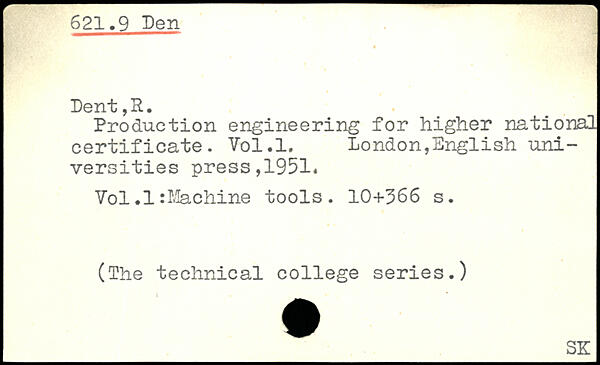 621.9 Den
Dent,R.
Production engineering for higher national
certificate. Vol.1. London,English uni-
versities press,1951.
Vol.1:Machine tools. 10+366 s.
(The technical college series.)
SK